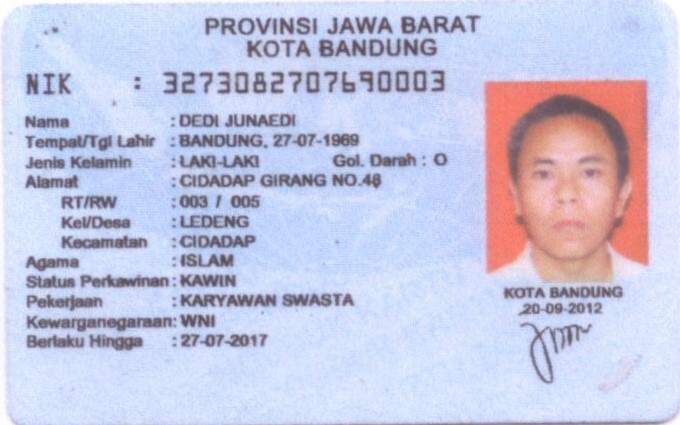 PROVINSI JAWA BARAT
KOTA BANDUNG
NIK : 3273082707690003
Nama : DEDI JUNAEDI
Tempat/Tgl Lahir : BANDUNG, 27-07-1969
Jenis Kelamin : LAKI-LAKI Gol. Darah : O
Alamat : CIDADAP GIRANG NO.48
RT/RW : 003 / 005
Kel/Desa : LEDENG
Kecamatan : CIDADAP
Agama : ISLAM
Status Perkawinan : KAWIN
Pekerjaan : KARYAWAN SWASTA
Kewarganegaraan : WNI
Berlaku Hingga : 27-07-2017
KOTA BANDUNG
20-09-2012